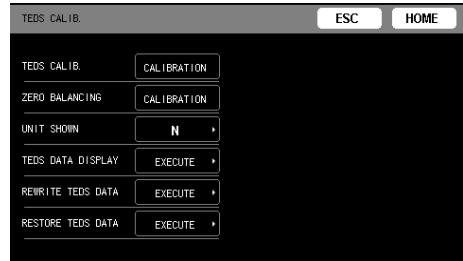 TEDS CALIB. ESC HOME
TEDS CALIB. CALIBRATION
ZERO BALANCING CALIBRATION
UNIT SHOWN N
TEDS DATA DISPLAY EXECUTE
REWRITE TEDS DATA EXECUTE
RESTORE TEDS DATA EXECUTE